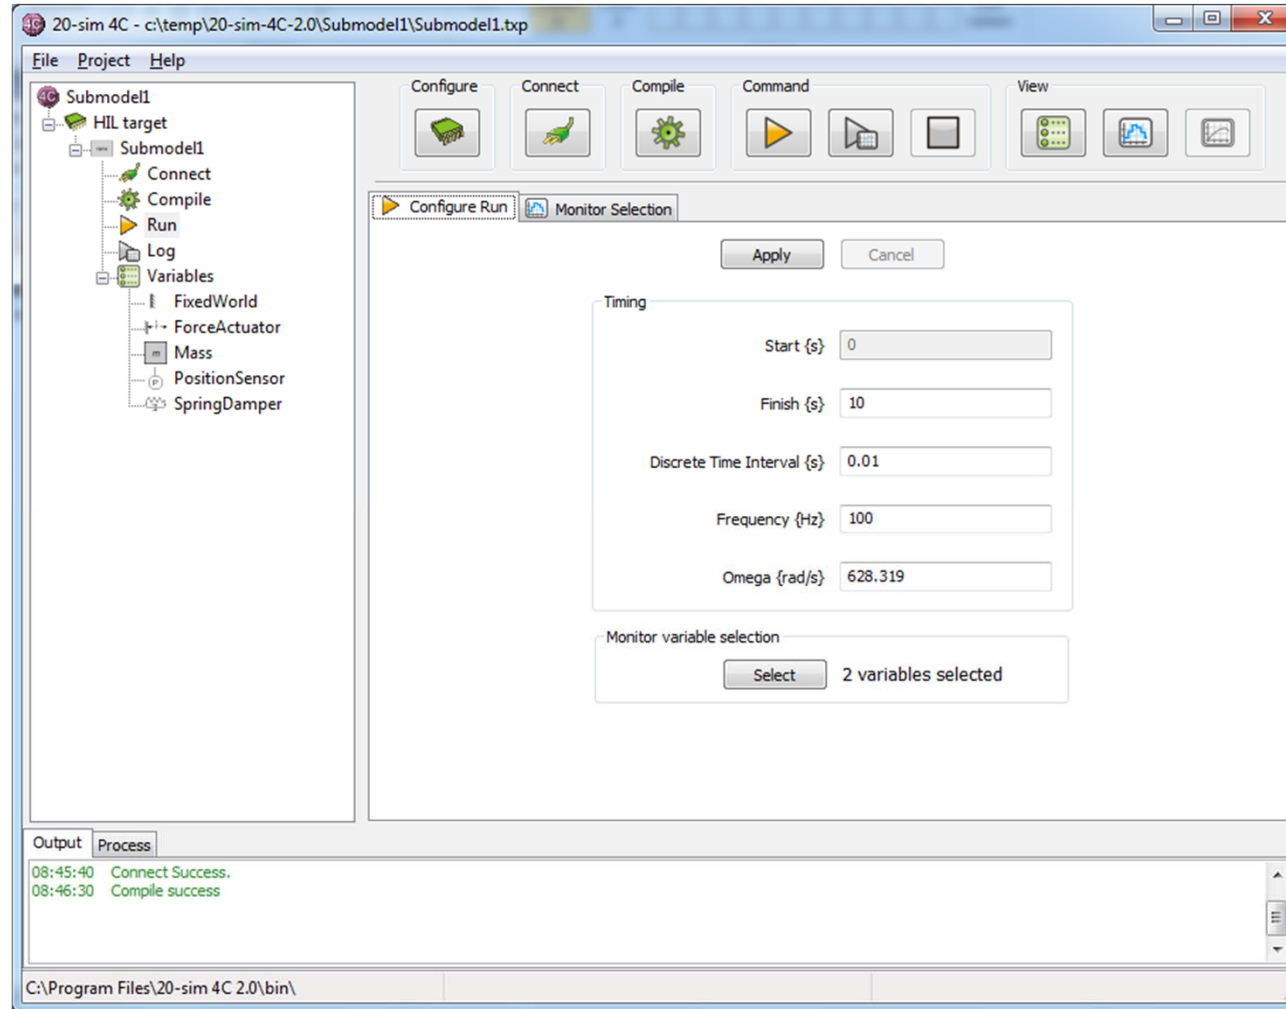 20-sim 4C - c:\temp\20-sim-4C-2.0\Submodel1\Submodel1.txp
File Project Help
4C Submodel1
HIL target
Submodel1
Connect
Compile
Run
Log
Variables
FixedWorld
ForceActuator
m Mass
P PositionSensor
SpringDamper
Configure Connect Compile Command View
Configure Run Monitor Selection
Apply Cancel
Timing
Start {s} 0
Finish {s} 10
Discrete Time Interval {s} 0.01
Frequency {Hz} 100
Omega {rad/s} 628.319
Monitor variable selection
Select 2 variables selected
Output Process
08:45:40 Connect Success.
08:46:30 Compile success
C:\Program Files\20-sim 4C 2.0\bin\